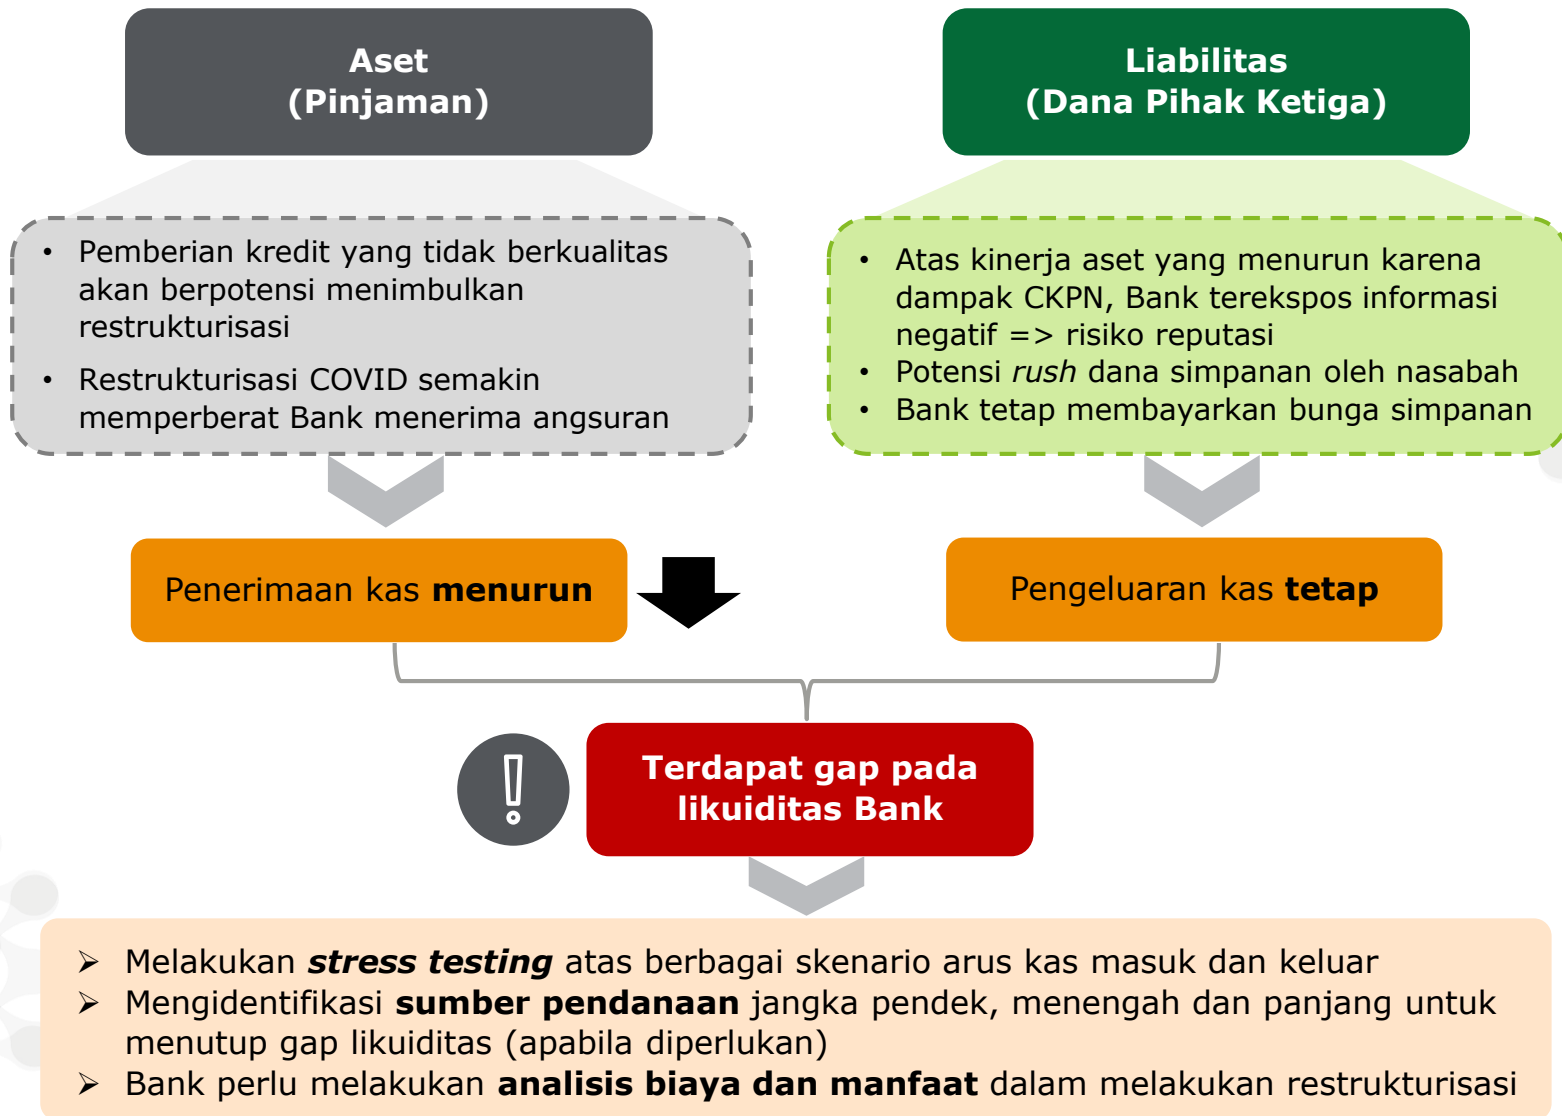 Aset
(Pinjaman)
• Pemberian kredit yang tidak berkualitas
akan berpotensi menimbulkan
restrukturisasi
• Restrukturisasi COVID semakin
memperberat Bank menerima angsuran
Penerimaan kas menurun
Liabilitas
(Dana Pihak Ketiga)
• Atas kinerja aset yang menurun karena
dampak CKPN, Bank terekspos informasi
negatif => risiko reputasi
• Potensi rush dana simpanan oleh nasabah
• Bank tetap membayarkan bunga simpanan
Pengeluaran kas tetap
Terdapat gap pada
likuiditas Bank
➢ Melakukan stress testing atas berbagai skenario arus kas masuk dan keluar
➢ Mengidentifikasi sumber pendanaan jangka pendek, menengah dan panjang untuk
menutup gap likuiditas (apabila diperlukan)
➢ Bank perlu melakukan analisis biaya dan manfaat dalam melakukan restrukturisasi